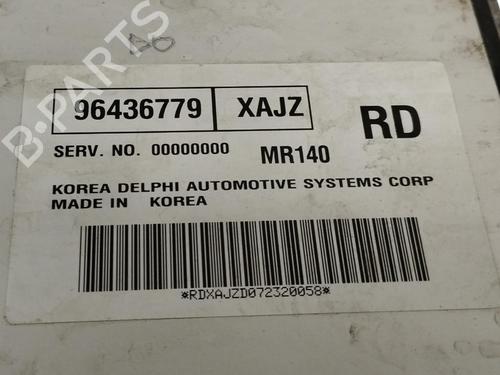 B-PARTS
96436779 XAJZ RD
SERV. NO. 00000000 MR140
KOREA DELPHI AUTOMOTIVE SYSTEMS CORP
MADE IN KOREA
*RDXAJZD072320058*